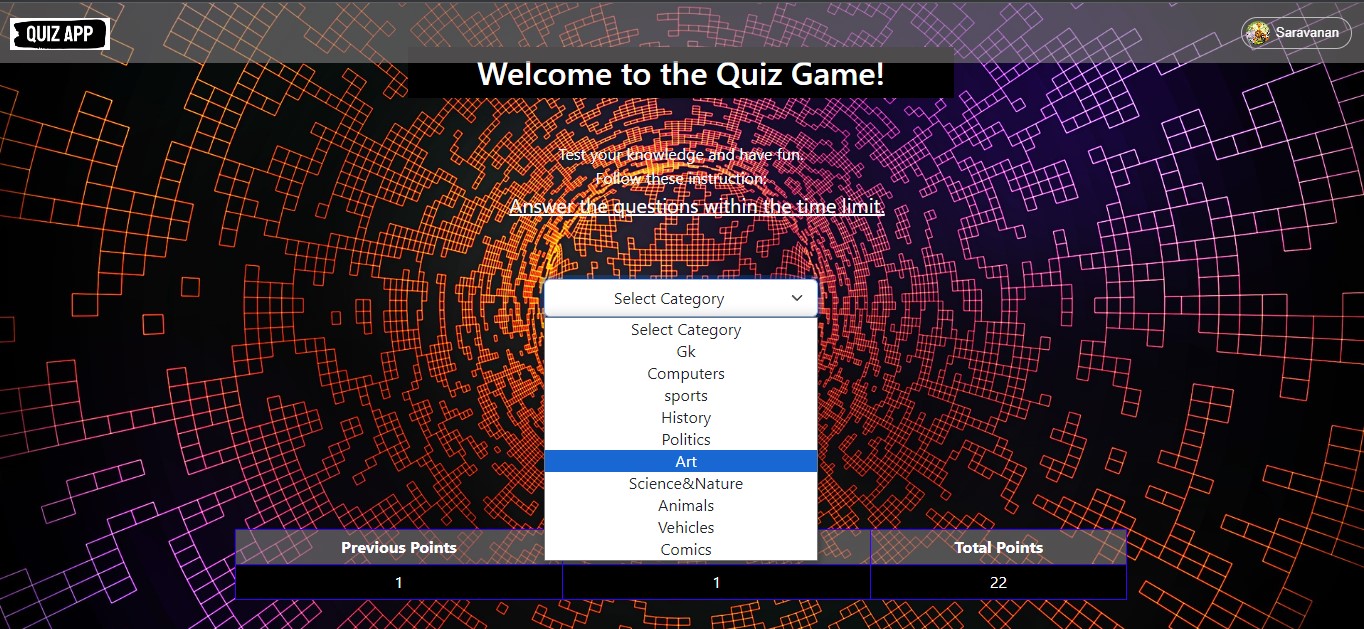 QUIZ APP
Saravanan
Welcome to the Quiz Game!
Test your knowledge and have fun.
Follow these instruction:
Answer the questions within the time limit.
Select Category
Select Category
Gk
Computers
sports
History
Politics
Art
Science&Nature
Animals
Vehicles
Comics
Previous Points Total Points
1 1 22